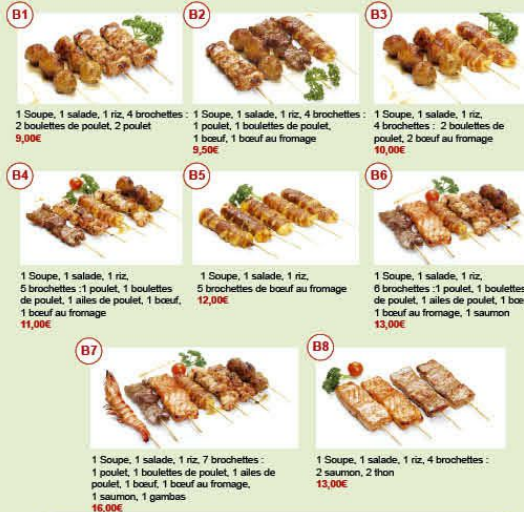 B1
1 Soupe, 1 salade, 1 riz, 4 brochettes :
2 boulettes de poulet, 2 poulet
9,00€
B2
1 Soupe, 1 salade, 1 riz, 4 brochettes :
1 poulet, 1 boulettes de poulet,
1 bœuf, 1 bœuf au fromage
9,50€
B3
1 Soupe, 1 salade, 1 riz,
4 brochettes : 2 boulettes de
poulet, 2 bœuf au fromage
10,00€
B4
1 Soupe, 1 salade, 1 riz,
5 brochettes :1 poulet, 1 boulettes
de poulet, 1 ailes de poulet, 1 bœuf,
1 bœuf au fromage
11,00€
B5
1 Soupe, 1 salade, 1 riz,
5 brochettes de bœuf au fromage
12,00€
B6
1 Soupe, 1 salade, 1 riz,
6 brochettes :1 poulet, 1 boulettes
de poulet, 1 ailes de poulet, 1 bœ
1 bœuf au fromage, 1 saumon
13,00€
B7
1 Soupe, 1 salade, 1 riz, 7 brochettes :
1 poulet, 1 boulettes de poulet, 1 ailes de
poulet, 1 bœuf, 1 bœuf au fromage,
1 saumon, 1 gambas
16,00€
B8
1 Soupe, 1 salade, 1 riz, 4 brochettes :
2 saumon, 2 thon
13,00€